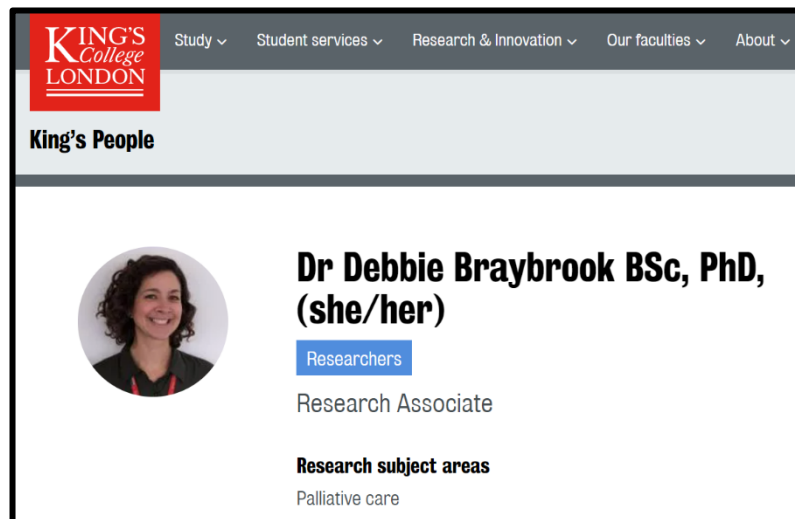 KING'S
College
LONDON
Study
Student services
Research & Innovation
Our faculties
About
King's People
Dr Debbie Braybrook BSc, PhD,
(she/her)
Researchers
Research Associate
Research subject areas
Palliative care